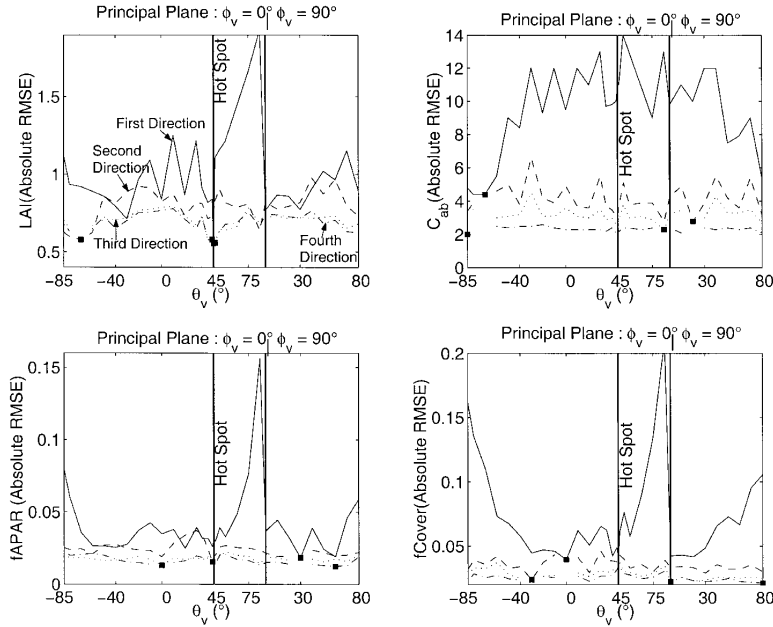 Principal Plane : ϕv = 0° ϕv = 90°
LAI(Absolute RMSE)
1.5
1
0.5
First Direction
Second
Direction
Third Direction
Fourth
Direction
Hot Spot
-85 -40 0 45 75 30 80
θv (°)
Principal Plane : ϕv = 0° ϕv = 90°
Cab(Absolute RMSE)
14
12
10
8
6
4
2
0
Hot Spot
-85 -40 0 45 75 30 80
θv (°)
Principal Plane : ϕv = 0° ϕv = 90°
fAPAR (Absolute RMSE)
0.15
0.1
0.05
0
Hot Spot
-85 -40 0 45 75 30 80
θv (°)
Principal Plane : ϕv = 0° ϕv = 90°
fCover(Absolute RMSE)
0.2
0.15
0.1
0.05
Hot Spot
-85 -40 0 45 75 30 80
θv (°)